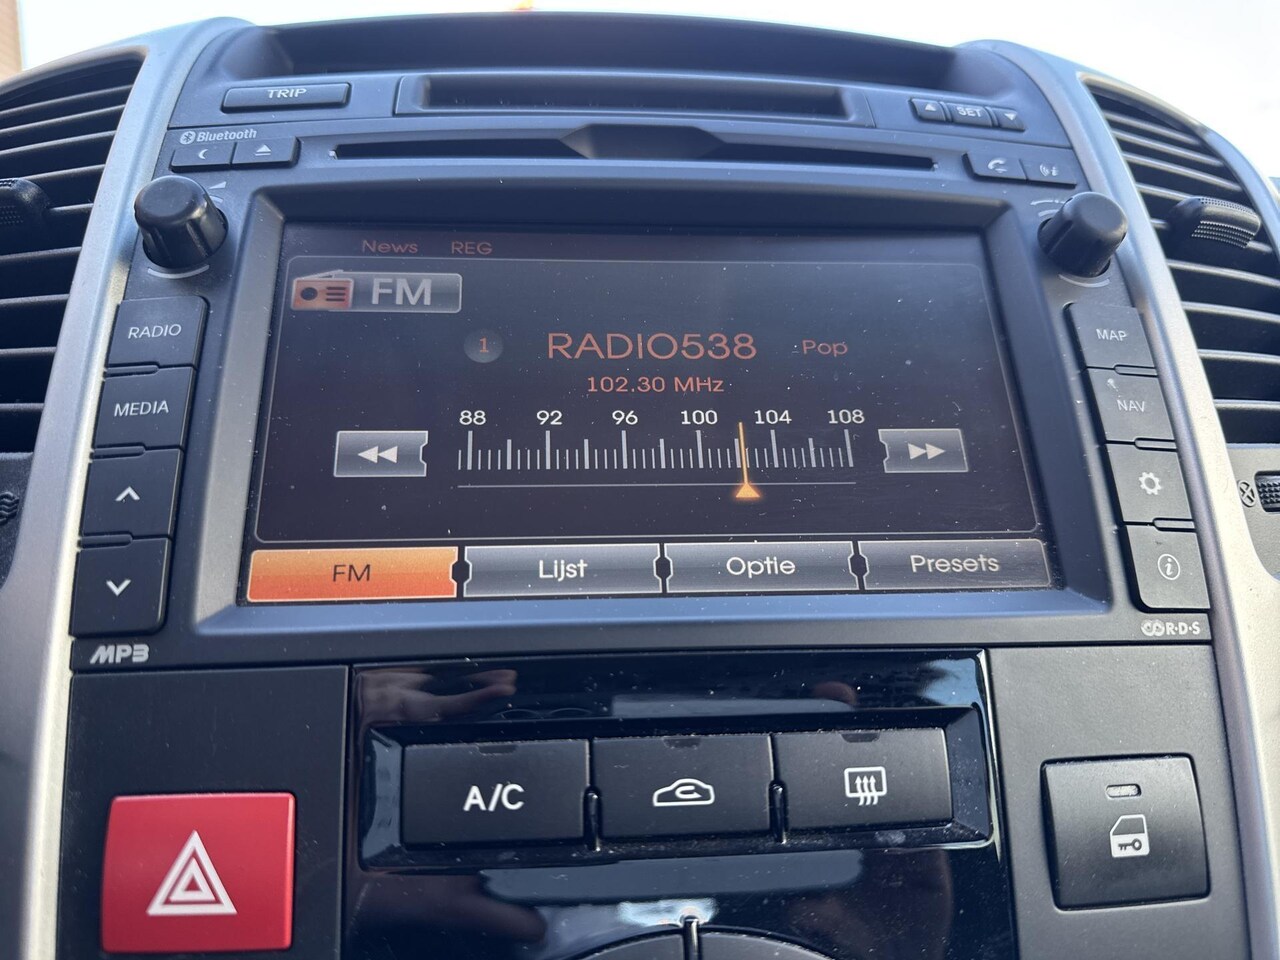 TRIP
SET
Bluetooth
News REG
FM
RADIO
MAP
1 RADIO538 Pop
102.30 MHz
MEDIA
NAV
88 92 96 100 104 108
FM Lijst Optie Presets
MP3
R·D·S
A/C